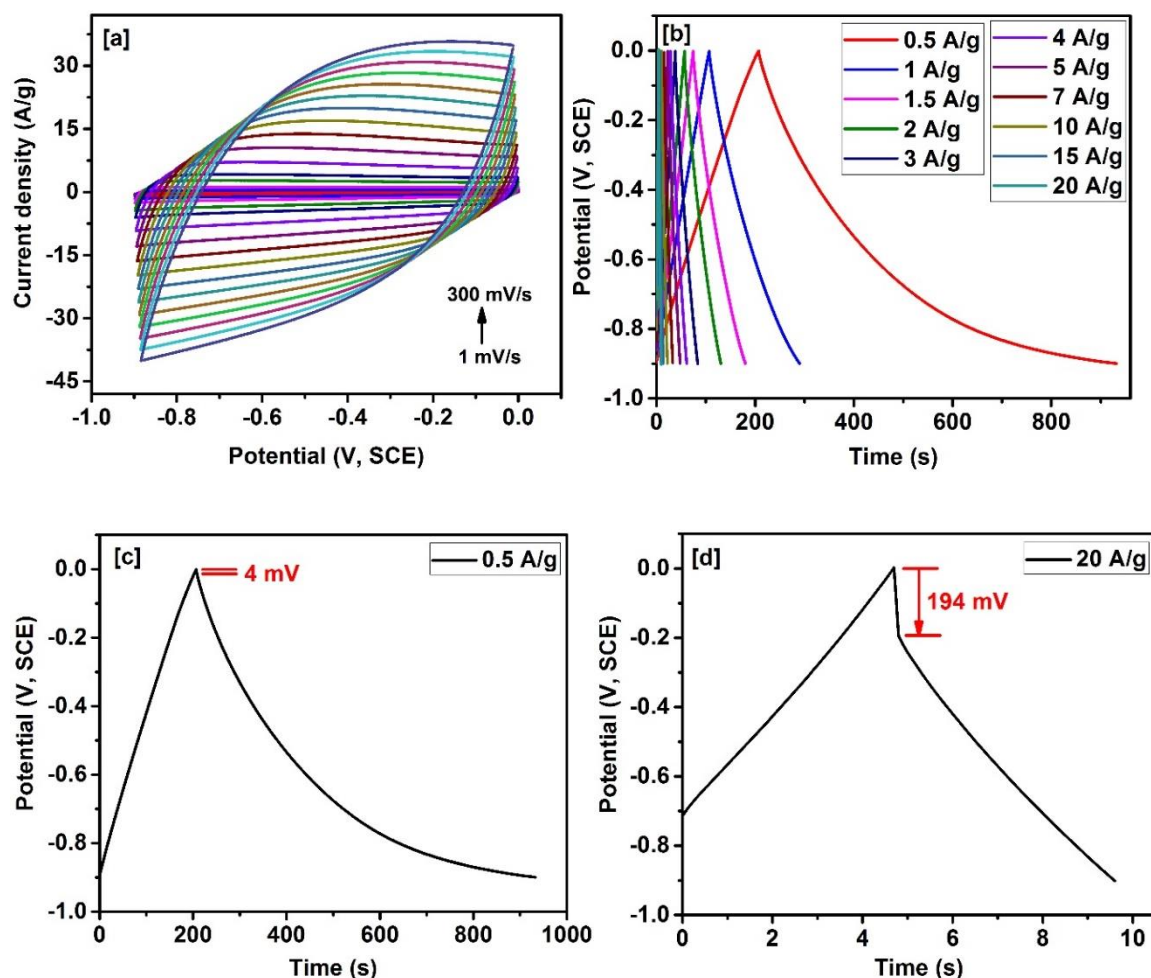 [a]
Current density (A/g)
30
15
0
-15
-30
-45
300 mV/s
1 mV/s
-1.0 -0.8 -0.6 -0.4 -0.2 0.0
Potential (V, SCE)
[b]
Potential (V, SCE)
0.0
-0.2
-0.4
-0.6
-0.8
-1.0
0.5 A/g
1 A/g
1.5 A/g
2 A/g
3 A/g
4 A/g
5 A/g
7 A/g
10 A/g
15 A/g
20 A/g
0 200 400 600 800
Time (s)
[c]
0.5 A/g
4 mV
Potential (V, SCE)
0.0
-0.2
-0.4
-0.6
-0.8
-1.0
0 200 400 600 800 1000
Time (s)
[d]
20 A/g
194 mV
Potential (V, SCE)
0.0
-0.2
-0.4
-0.6
-0.8
-1.0
0 2 4 6 8 10
Time (s)